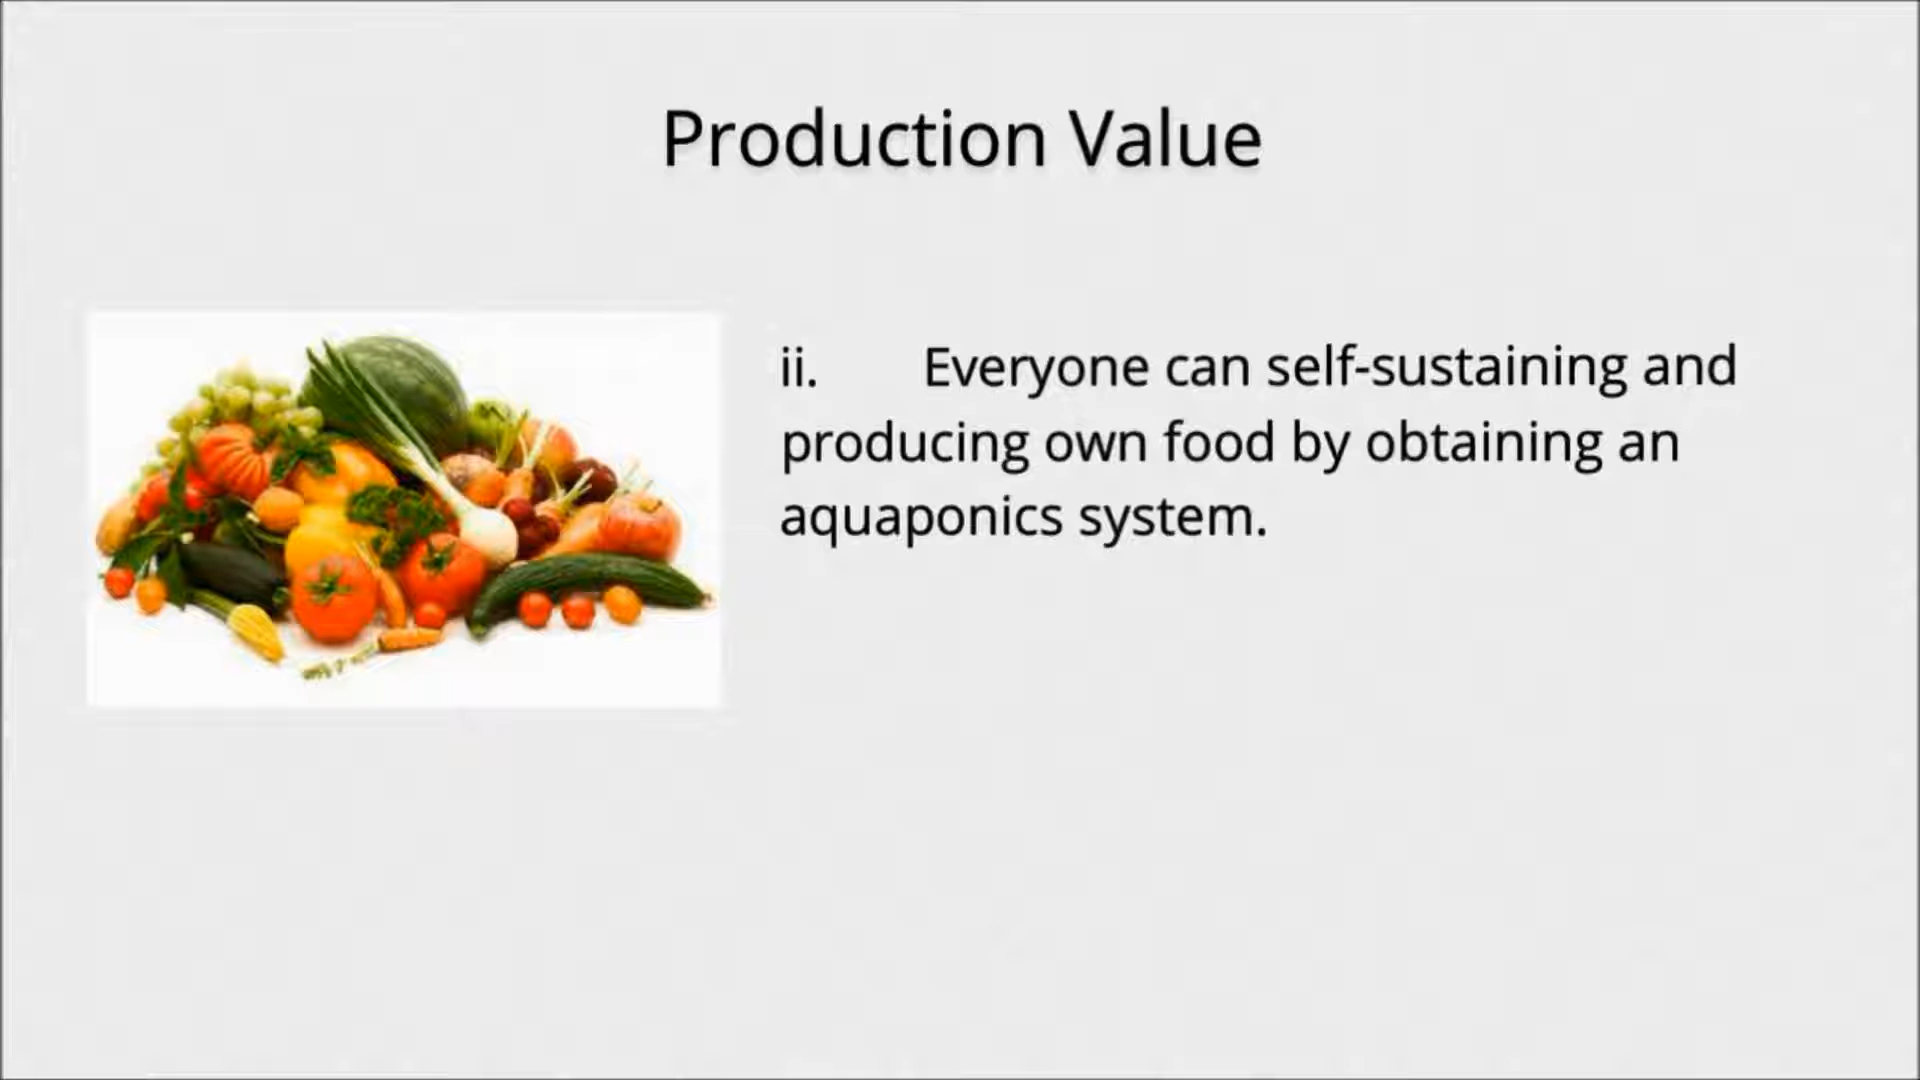 Production Value
ii. Everyone can self-sustaining and
producing own food by obtaining an
aquaponics system.